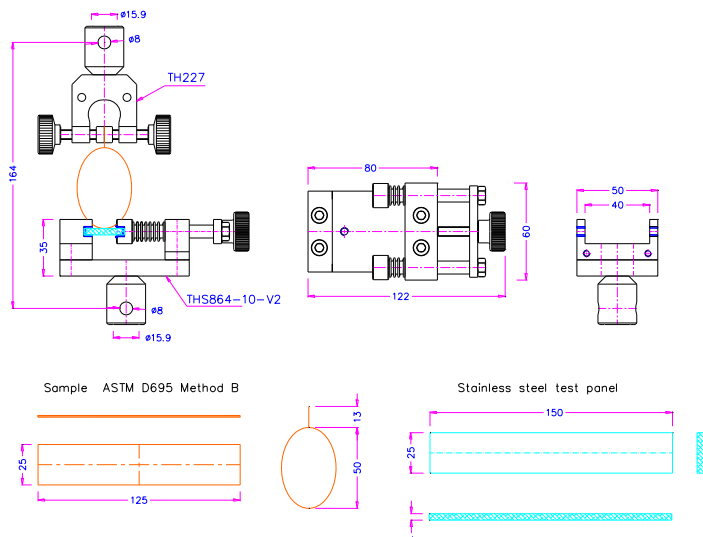 ø15.9
ø8
TH227
164
35
ø8
ø15.9
THS864-10-V2
80
60
122
50
40
Sample ASTM D695 Method B
25
125
13
50
Stainless steel test panel
150
25